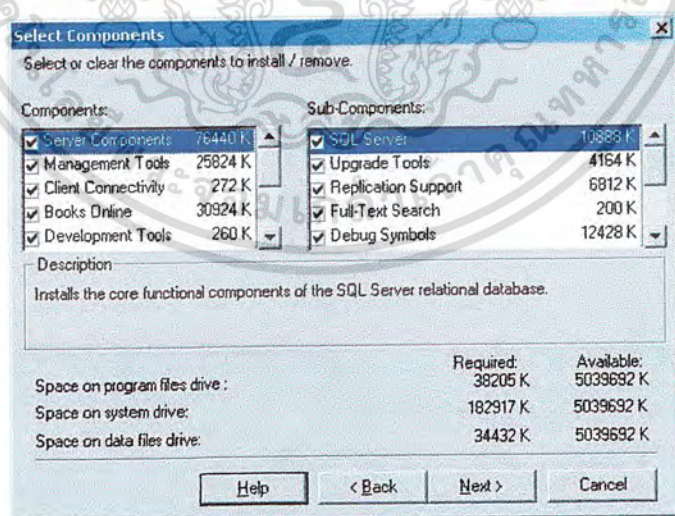 Select Components
Select or clear the components to install / remove.
Components:
Server Components 76440 K
Management Tools 25824 K
Client Connectivity 272 K
Books Online 30924 K
Development Tools 260 K
Sub-Components:
SQL Server 10888 K
Upgrade Tools 4164 K
Replication Support 6812 K
Full-Text Search 200 K
Debug Symbols 12428 K
Description
Installs the core functional components of the SQL Server relational database.
Required: Available:
Space on program files drive : 38205 K 5039692 K
Space on system drive: 182917 K 5039692 K
Space on data files drive: 34432 K 5039692 K
Help
< Back
Next >
Cancel